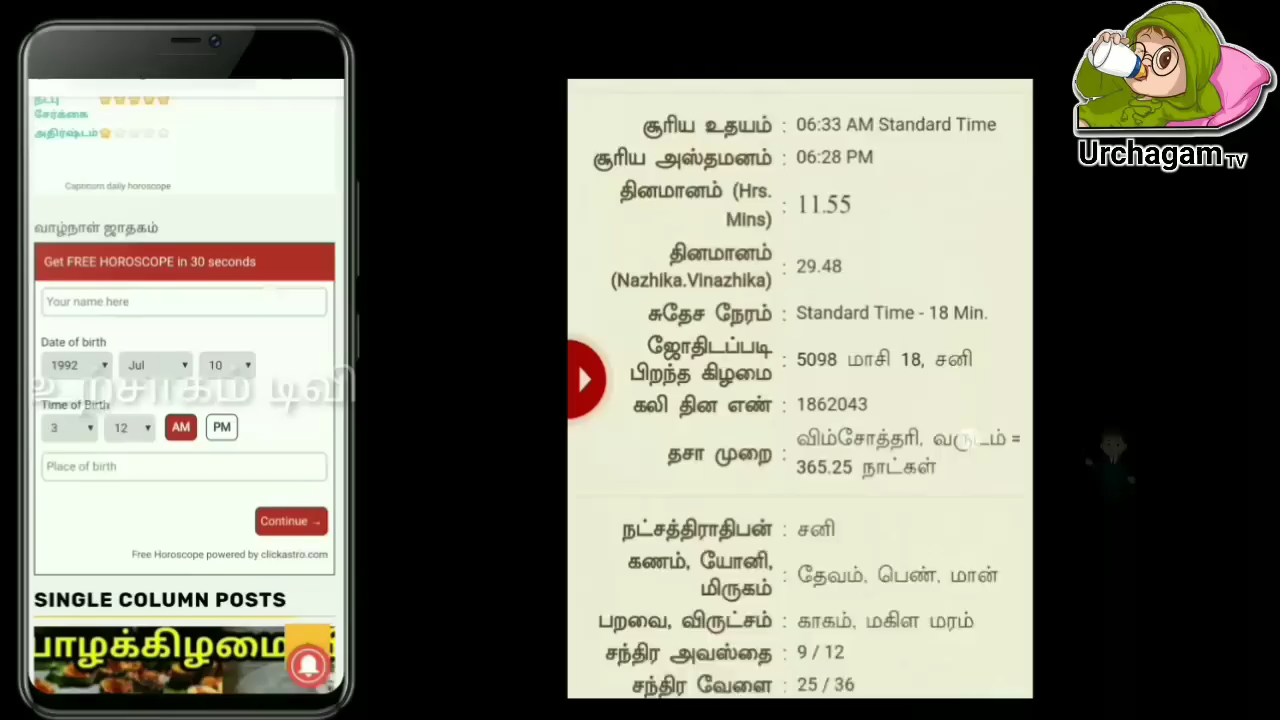 நட்பு
சேர்க்கை
அதிர்ஷ்டம்
Capricorn daily horoscope
வாழ்நாள் ஜாதகம்
Get FREE HOROSCOPE in 30 seconds
Your name here
Date of birth
1992 Jul 10
உற்சாகம் டிவி
Time of Birth
3 12 AM PM
Place of birth
Continue →
Free Horoscope powered by clickastro.com
SINGLE COLUMN POSTS
சூரிய உதயம் : 06:33 AM Standard Time
சூரிய அஸ்தமனம் : 06:28 PM
தினமானம் (Hrs.
Mins) : 11.55
தினமானம்
(Nazhika.Vinazhika) : 29.48
சுதேச நேரம் : Standard Time - 18 Min.
ஜோதிடப்படி
பிறந்த கிழமை : 5098 மாசி 18, சனி
கலி தின எண் : 1862043
தசா முறை : விம்சோத்தரி, வருடம் =
365.25 நாட்கள்
நட்சத்திராதிபன் : சனி
கணம், யோனி,
மிருகம் : தேவம், பெண், மான்
பறவை, விருட்சம் : காகம், மகிள மரம்
சந்திர அவஸ்தை : 9 / 12
சந்திர வேளை : 25 / 36
Urchagam TV